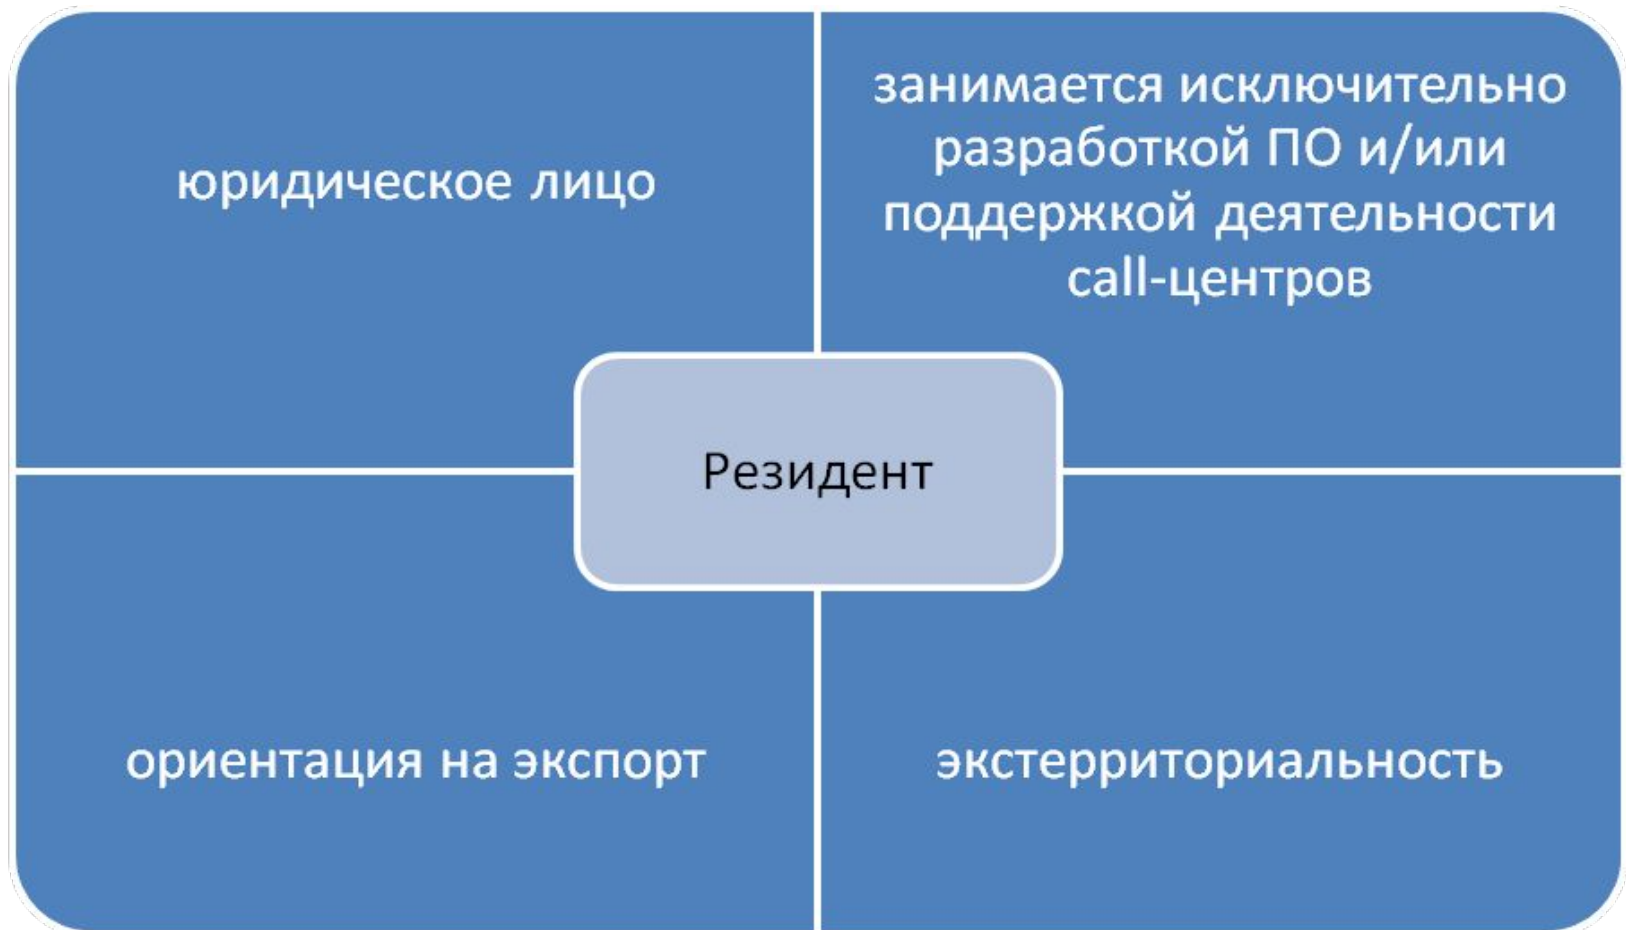 юридическое лицо
занимается исключительно
разработкой ПО и/или
поддержкой деятельности
call-центров
Резидент
ориентация на экспорт
экстерриториальность